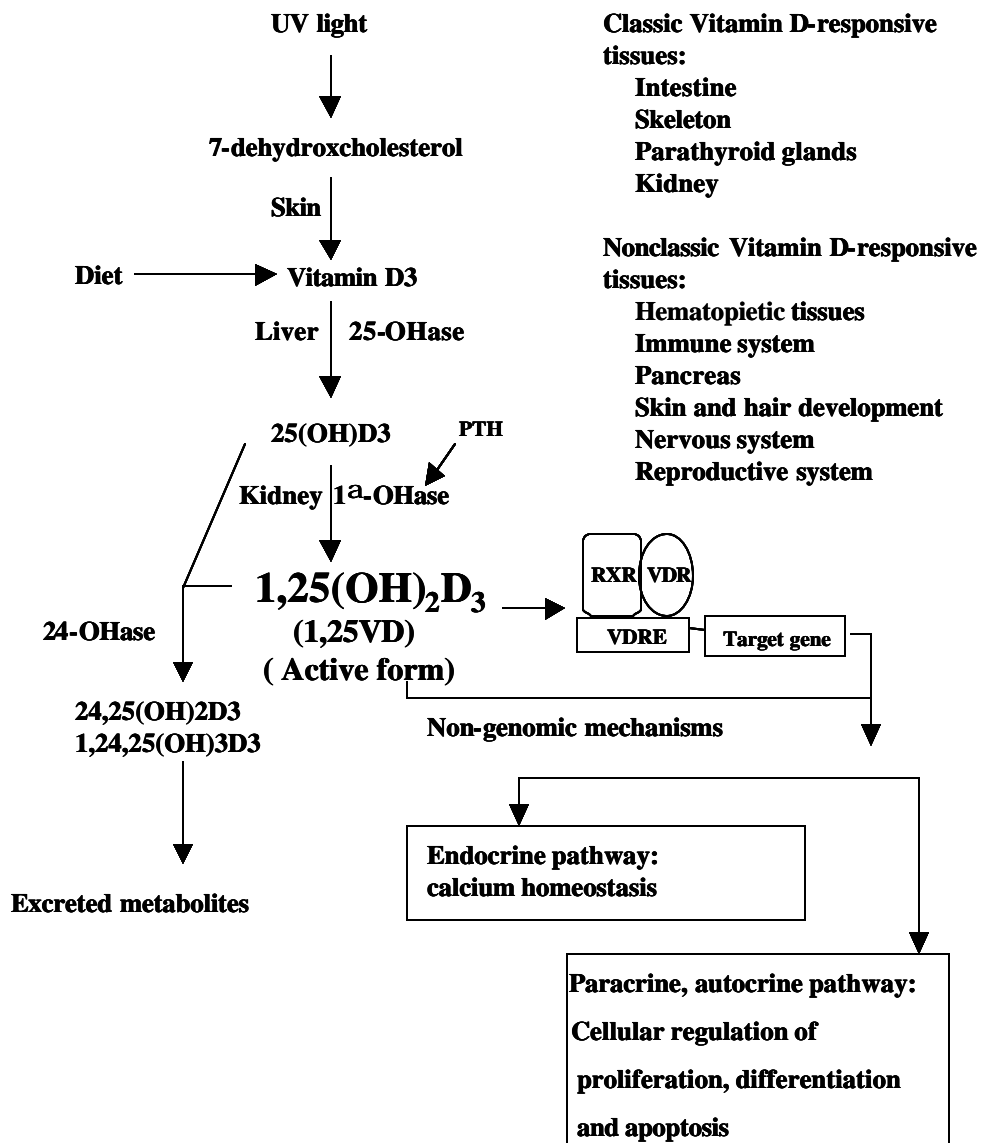 UV light
7-dehydroxcholesterol
Skin
Diet
Vitamin D3
Liver 25-OHase
25(OH)D3
PTH
Kidney 1a-OHase
1,25(OH)2D3
(1,25VD)
( Active form)
24-OHase
24,25(OH)2D3
1,24,25(OH)3D3
Excreted metabolites
Classic Vitamin D-responsive
tissues:
Intestine
Skeleton
Parathyroid glands
Kidney
Nonclassic Vitamin D-responsive
tissues:
Hematopietic tissues
Immune system
Pancreas
Skin and hair development
Nervous system
Reproductive system
RXR VDR
VDRE
Target gene
Non-genomic mechanisms
Endocrine pathway:
calcium homeostasis
Paracrine, autocrine pathway:
Cellular regulation of
proliferation, differentiation
and apoptosis